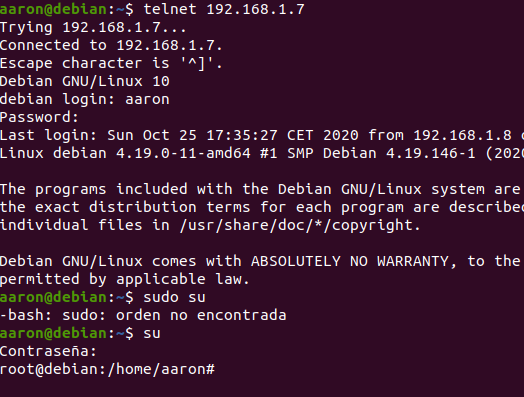 aaron@debian:~$ telnet 192.168.1.7
Trying 192.168.1.7...
Connected to 192.168.1.7.
Escape character is '^]'.
Debian GNU/Linux 10
debian login: aaron
Password:
Last login: Sun Oct 25 17:35:27 CET 2020 from 192.168.1.8
Linux debian 4.19.0-11-amd64 #1 SMP Debian 4.19.146-1 (202
The programs included with the Debian GNU/Linux system are
the exact distribution terms for each program are described
individual files in /usr/share/doc/*/copyright.
Debian GNU/Linux comes with ABSOLUTELY NO WARRANTY, to the
permitted by applicable law.
aaron@debian:~$ sudo su
-bash: sudo: orden no encontrada
aaron@debian:~$ su
Contraseña:
root@debian:/home/aaron#